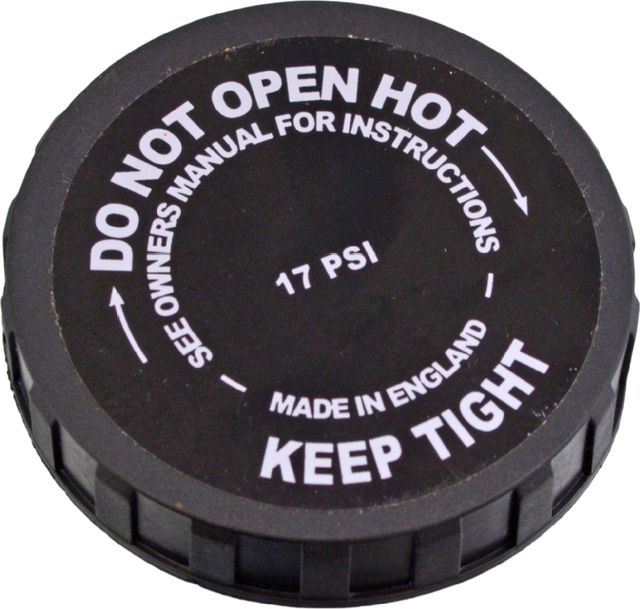 DO NOT OPEN HOT
SEE OWNERS MANUAL FOR INSTRUCTIONS
17 PSI
MADE IN ENGLAND
KEEP TIGHT